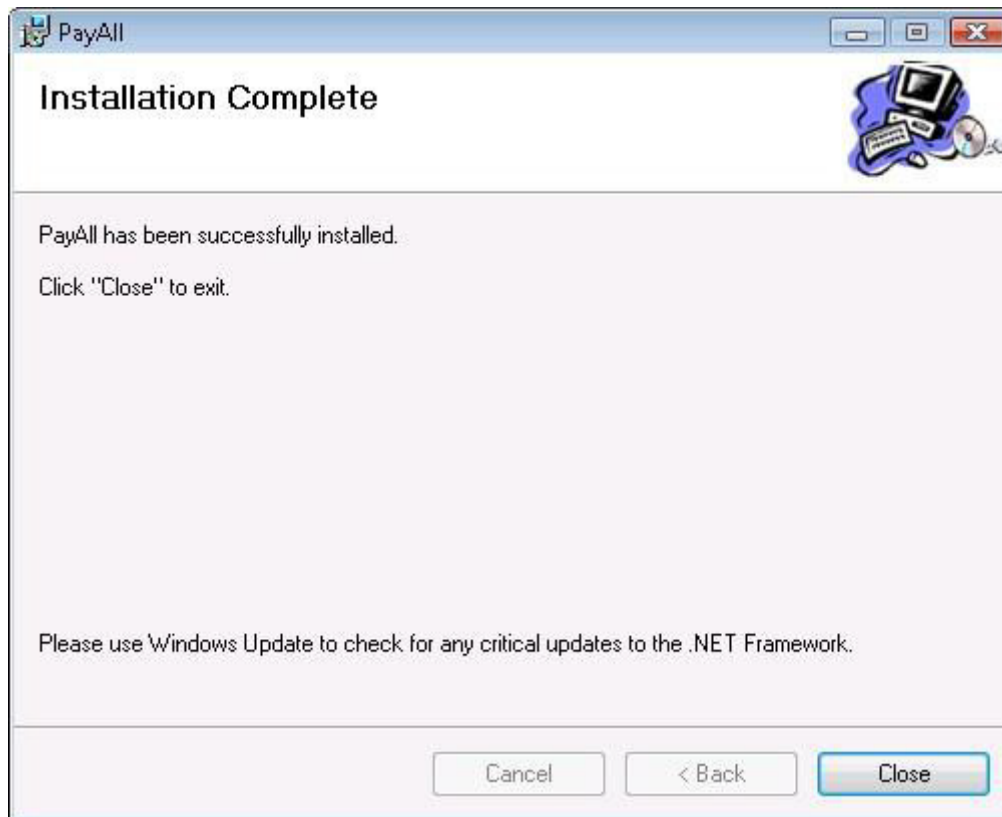 PayAll
Installation Complete
PayAll has been successfully installed.
Click "Close" to exit.
Please use Windows Update to check for any critical updates to the .NET Framework.
Cancel
< Back
Close